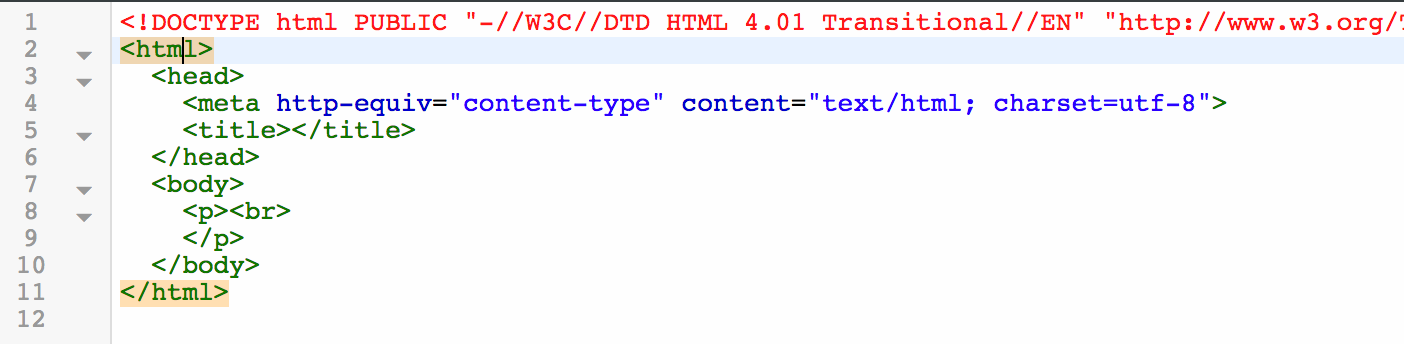 1 <!DOCTYPE html PUBLIC "-//W3C//DTD HTML 4.01 Transitional//EN" "http://www.w3.org/
2 <html>
3 <head>
4 <meta http-equiv="content-type" content="text/html; charset=utf-8">
5 <title></title>
6 </head>
7 <body>
8 <p><br>
9 </p>
10 </body>
11 </html>
12